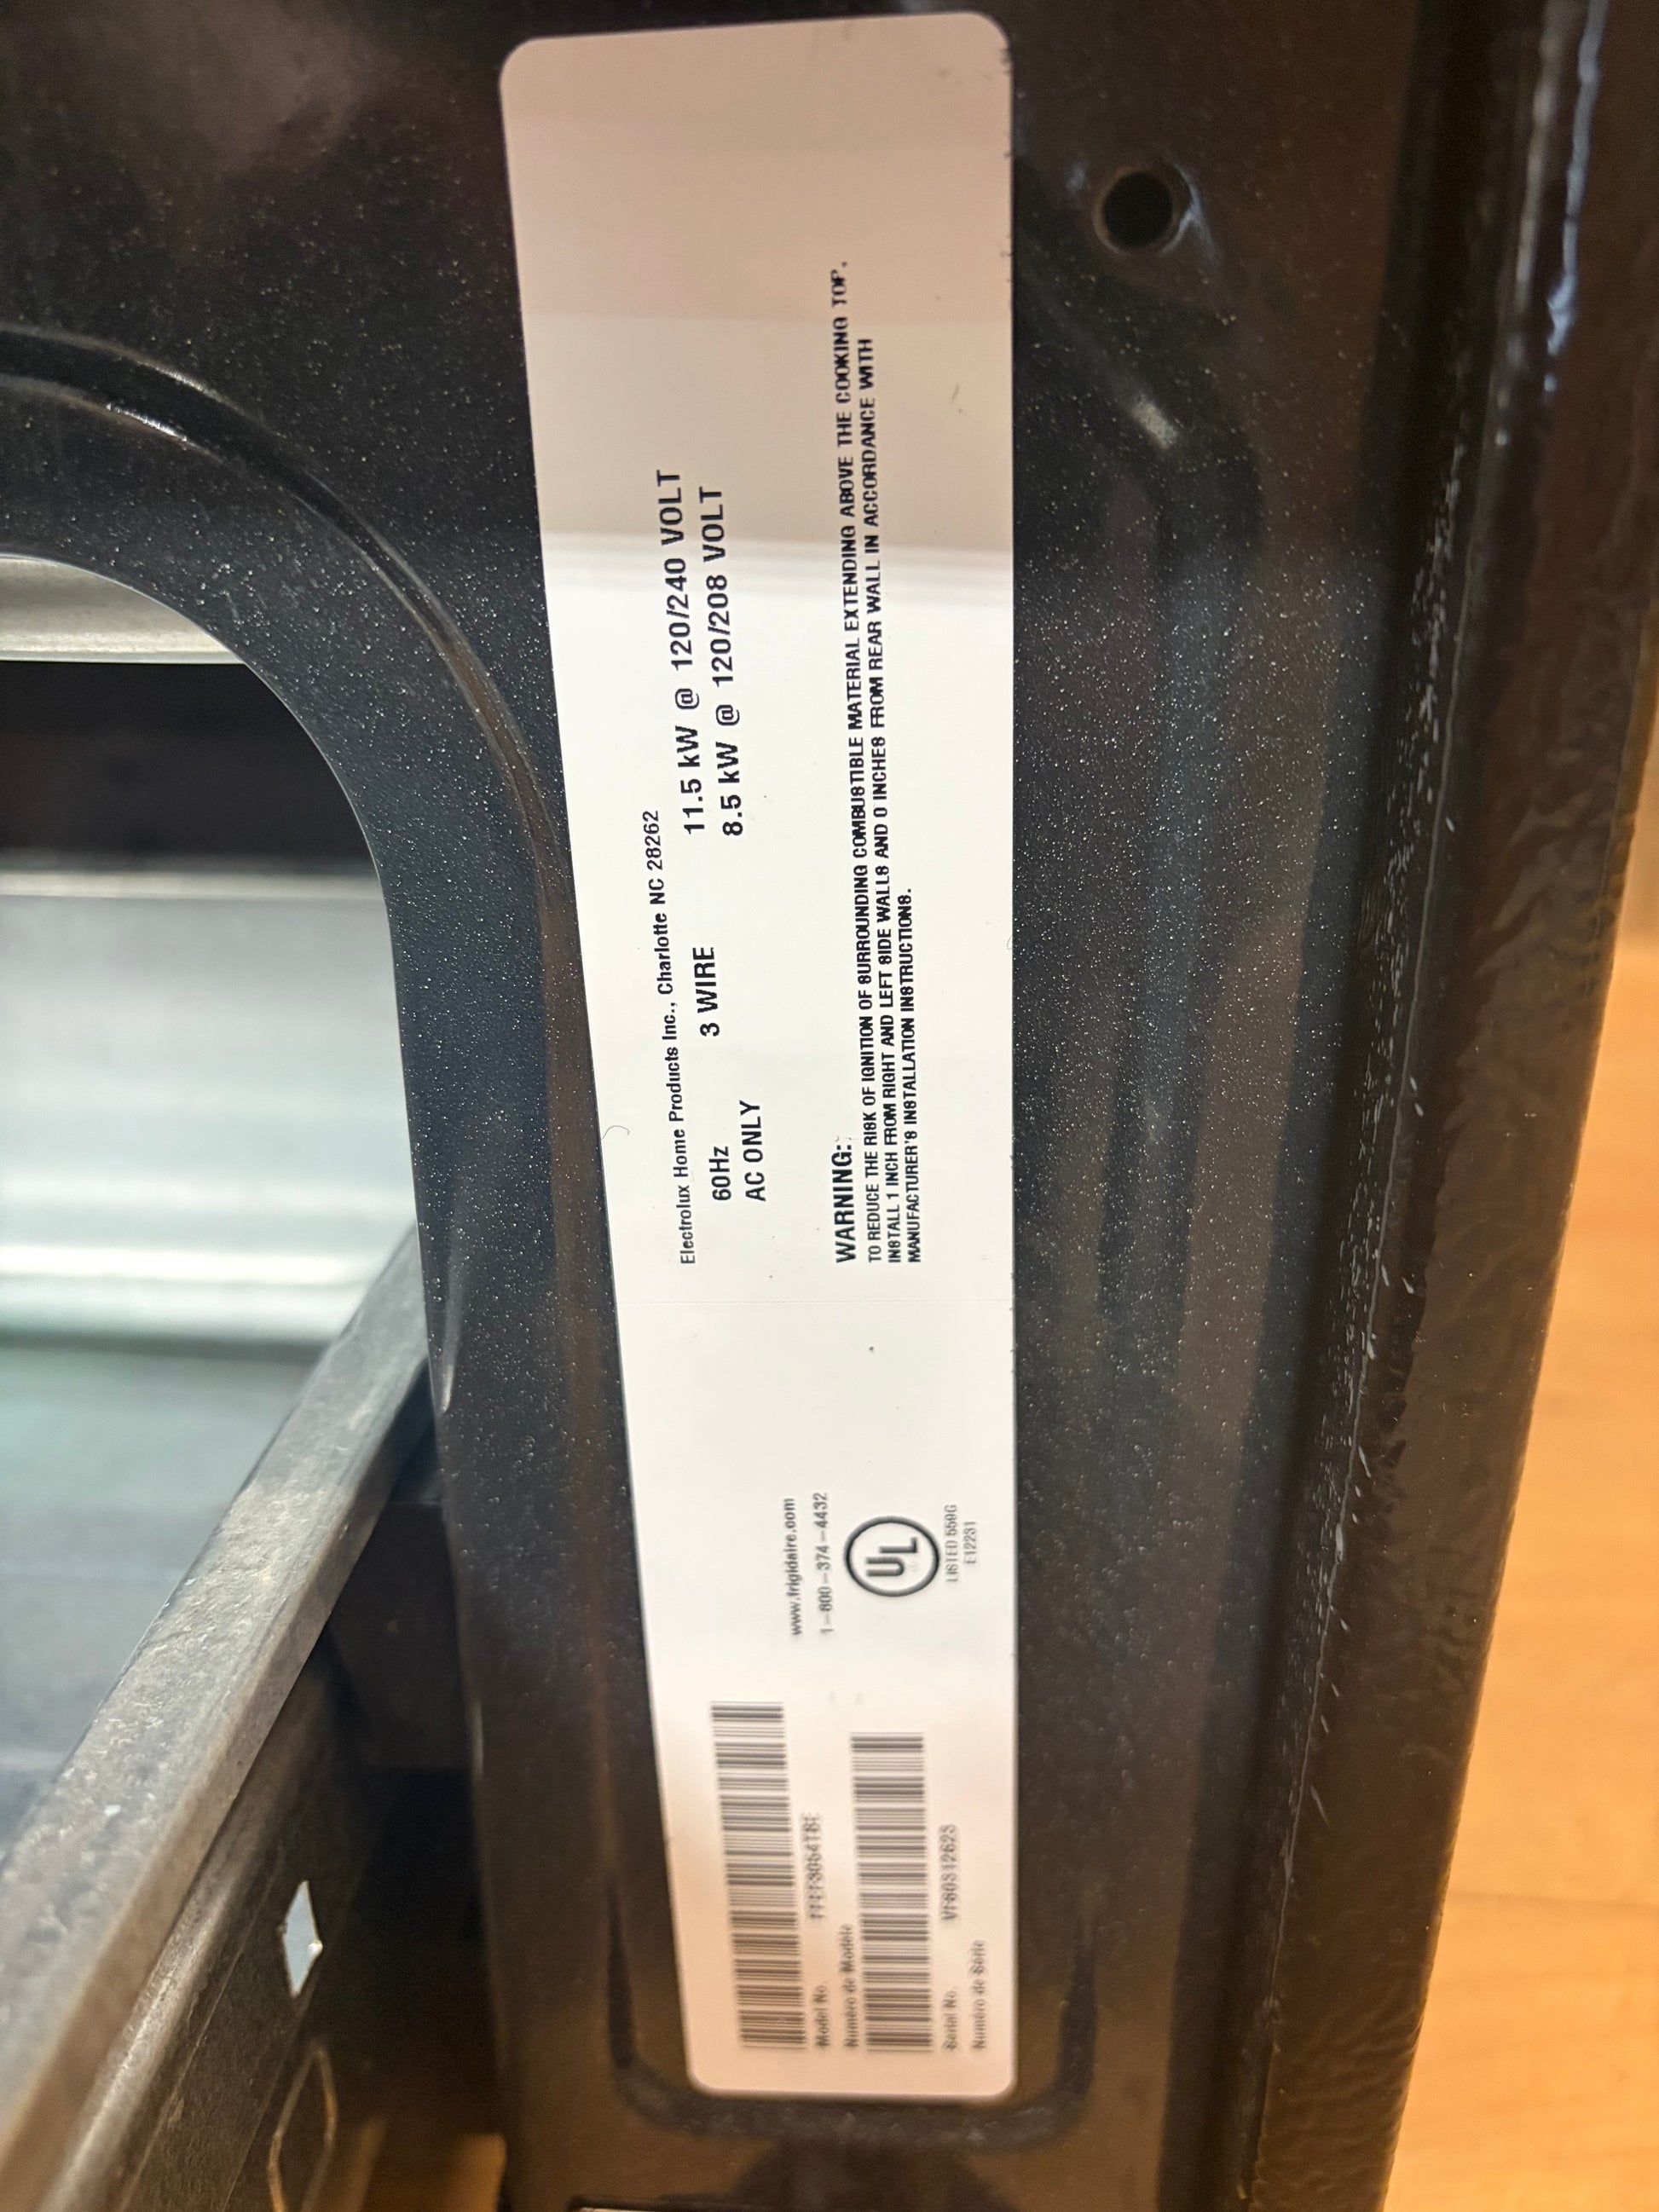 Electrolux Home Products Inc., Charlotte NC 28262
60Hz 3 WIRE 11.5 kW @ 120/240 VOLT
AC ONLY 8.5 kW @ 120/208 VOLT
WARNING:
TO REDUCE THE RISK OF IGNITION OF SURROUNDING COMBUSTIBLE MATERIAL EXTENDING ABOVE THE COOKING TOP,
INSTALL 1 INCH FROM RIGHT AND LEFT SIDE WALLS AND 0 INCHES FROM REAR WALL IN ACCORDANCE WITH
MANUFACTURER'S INSTALLATION INSTRUCTIONS.
www.frigidaire.com
1-800-374-4432
UL
LISTED
E12231
Model No.
Numéro de Modèle
Serial No. VF60312623
Numéro de Série